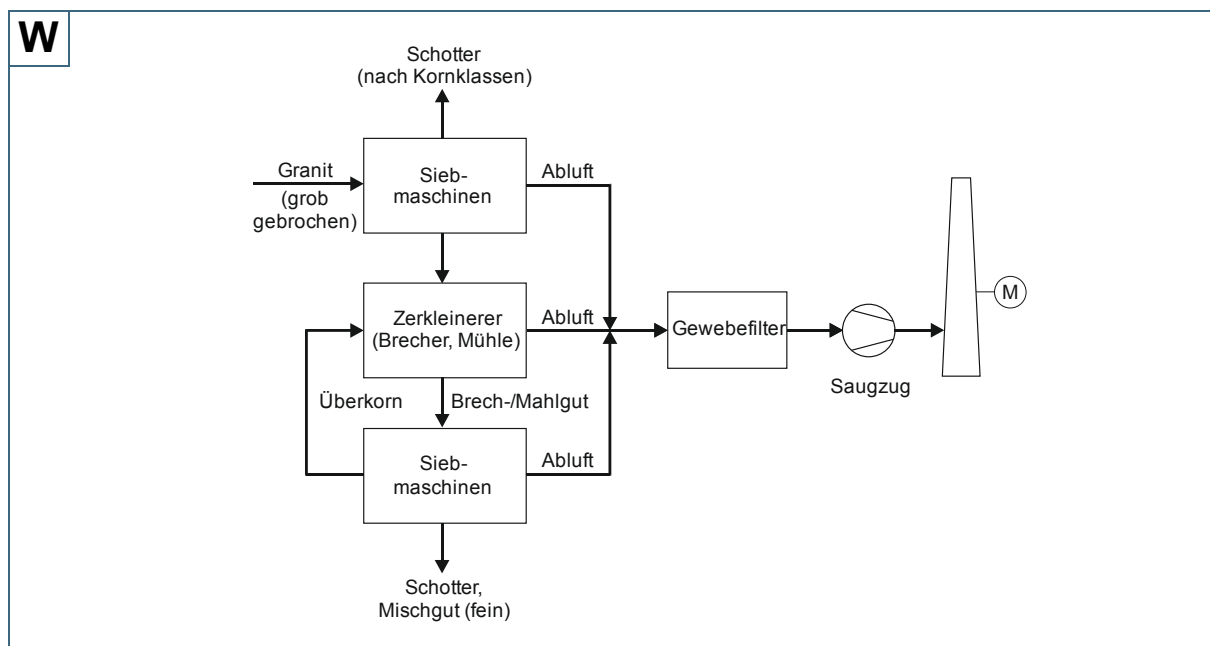 W
Schotter
(nach Kornklassen)
Granit
(grob
gebrochen)
Sieb-
maschinen
Abluft
Zerkleinerer
(Brecher, Mühle)
Abluft
Gewebefilter
M
Saugzug
Überkorn
Brech-/Mahlgut
Sieb-
maschinen
Abluft
Schotter,
Mischgut (fein)